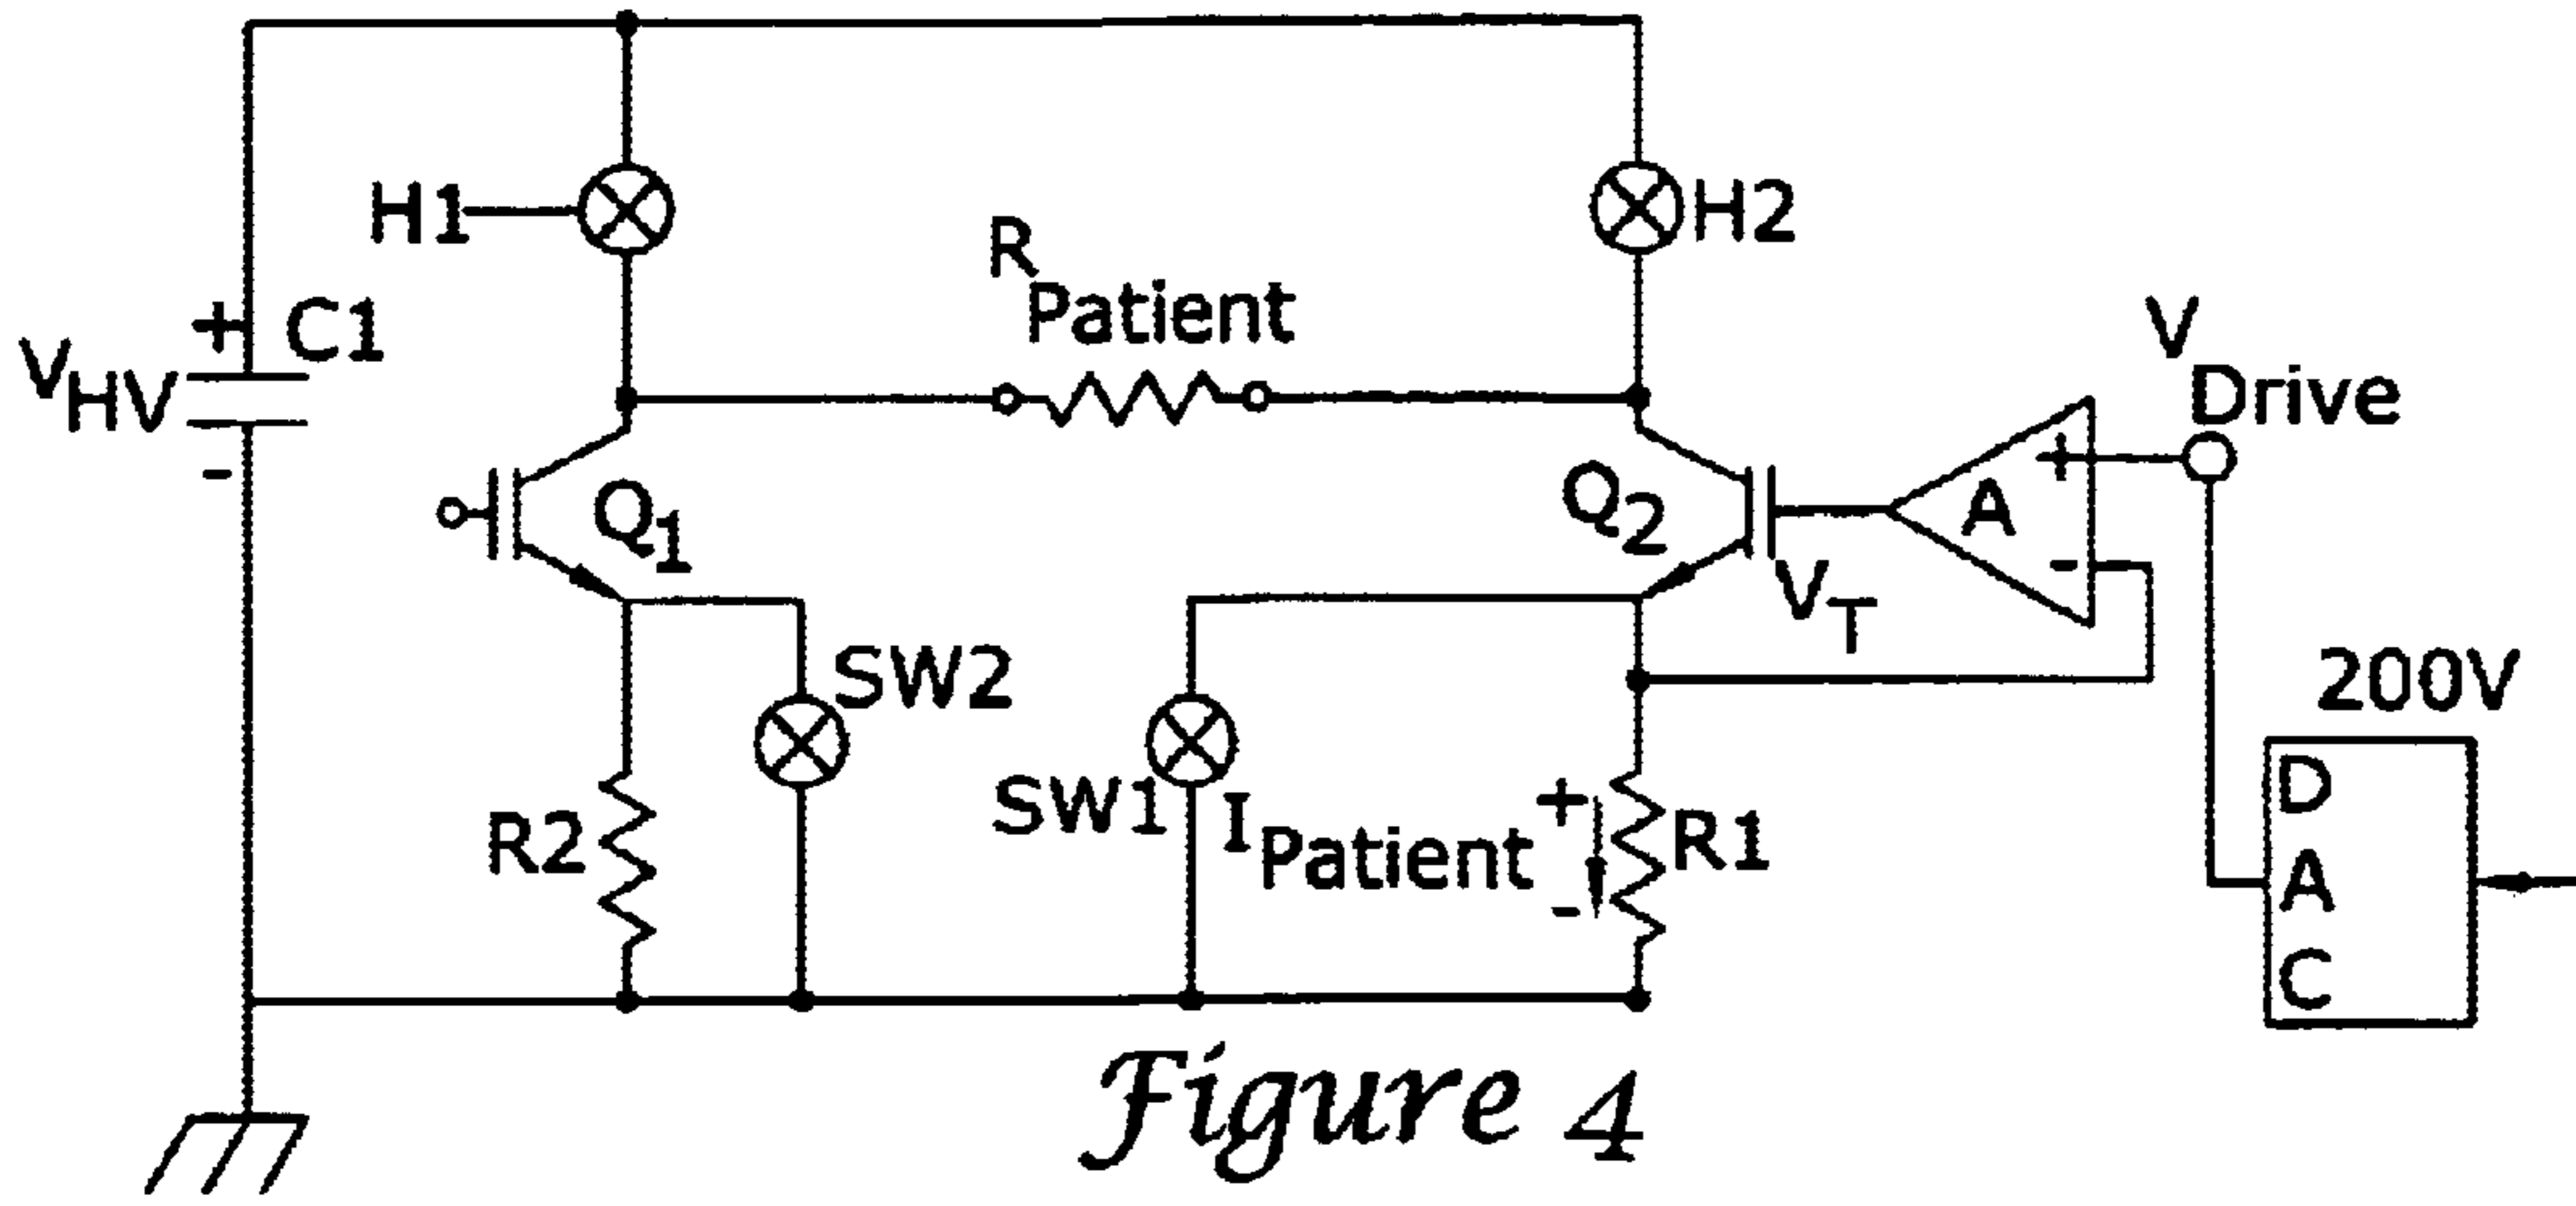 H1
H2
R Patient
+ C1
V HV
-
V Drive
Q1
Q2
V T
A
+
-
SW2
SW1
200V
D
A
C
R2
I Patient
+
-
R1
Figure 4